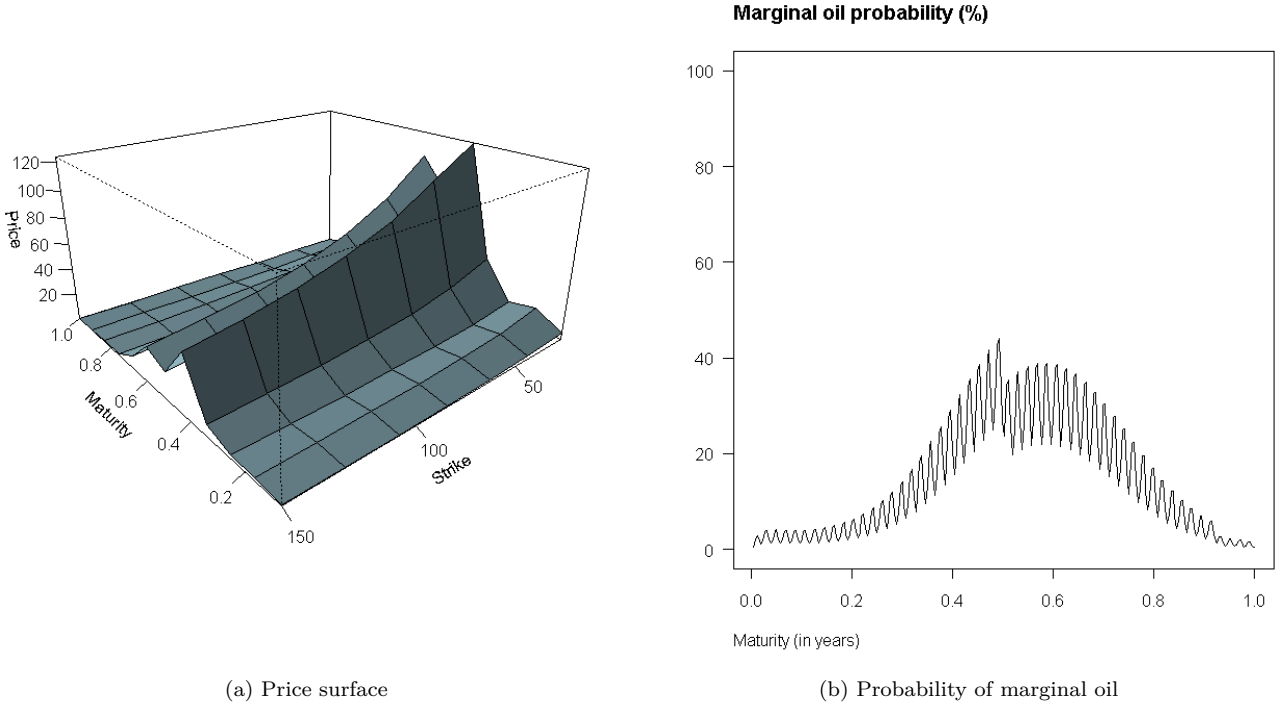 120
100
80
60
40
20
Price
1.0
0.8
0.6
0.4
0.2
Maturity
50
100
150
Strike
(a) Price surface
Marginal oil probability (%)
100
80
60
40
20
0
0.0 0.2 0.4 0.6 0.8 1.0
Maturity (in years)
(b) Probability of marginal oil